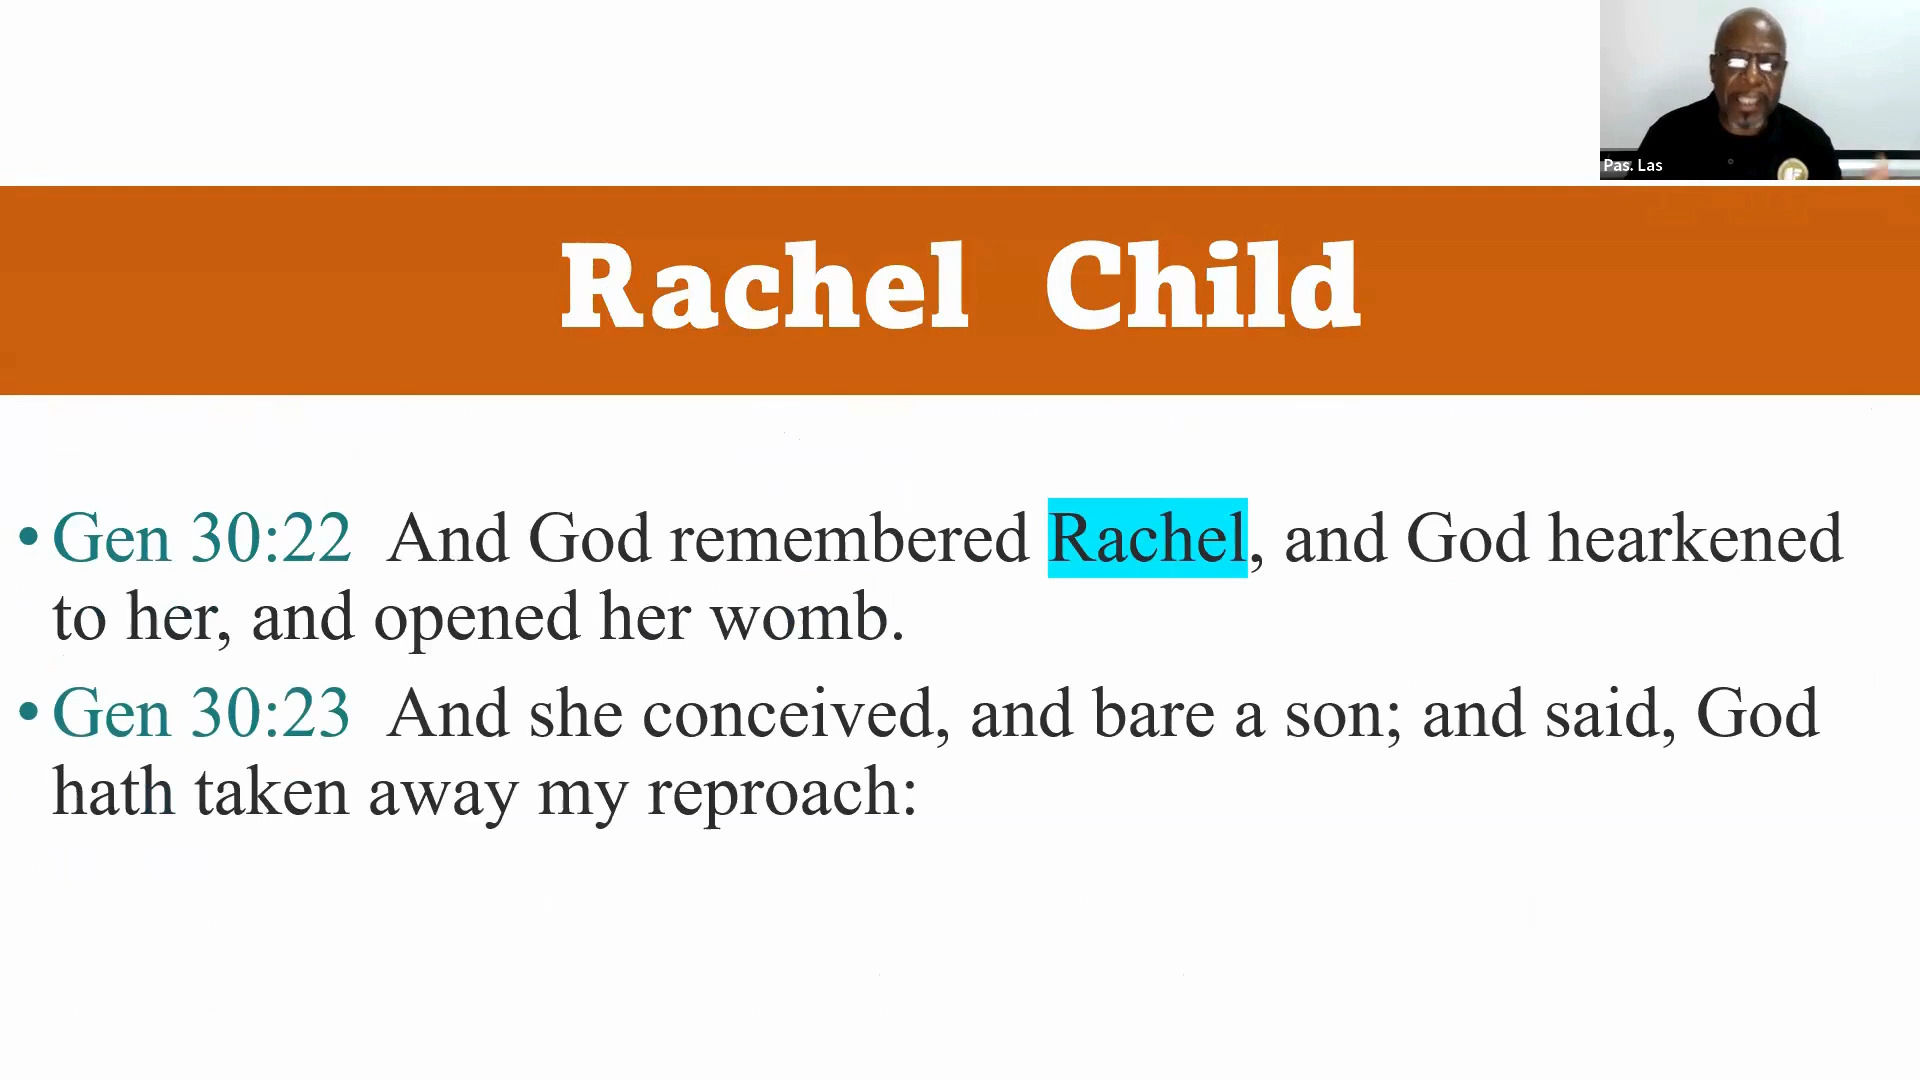 Pas. Las
Rachel Child
• Gen 30:22 And God remembered Rachel, and God hearkened
to her, and opened her womb.
• Gen 30:23 And she conceived, and bare a son; and said, God
hath taken away my reproach: